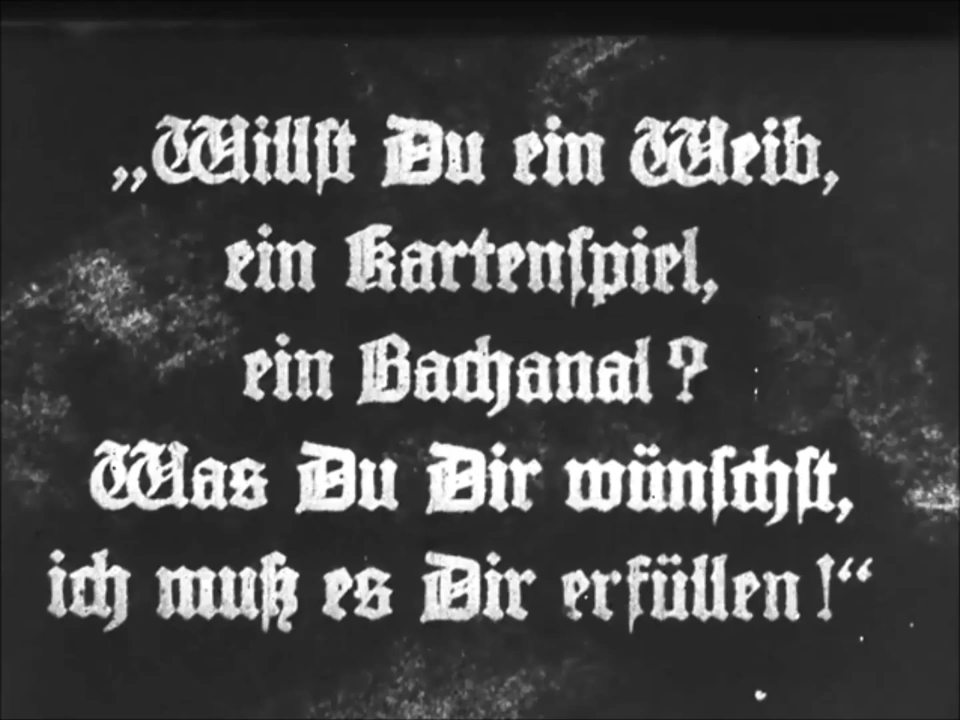 „Willst Du ein Weib,
ein Kartenspiel,
ein Bachanal?
Was Du Dir wünschst,
ich muß es Dir erfüllen!“